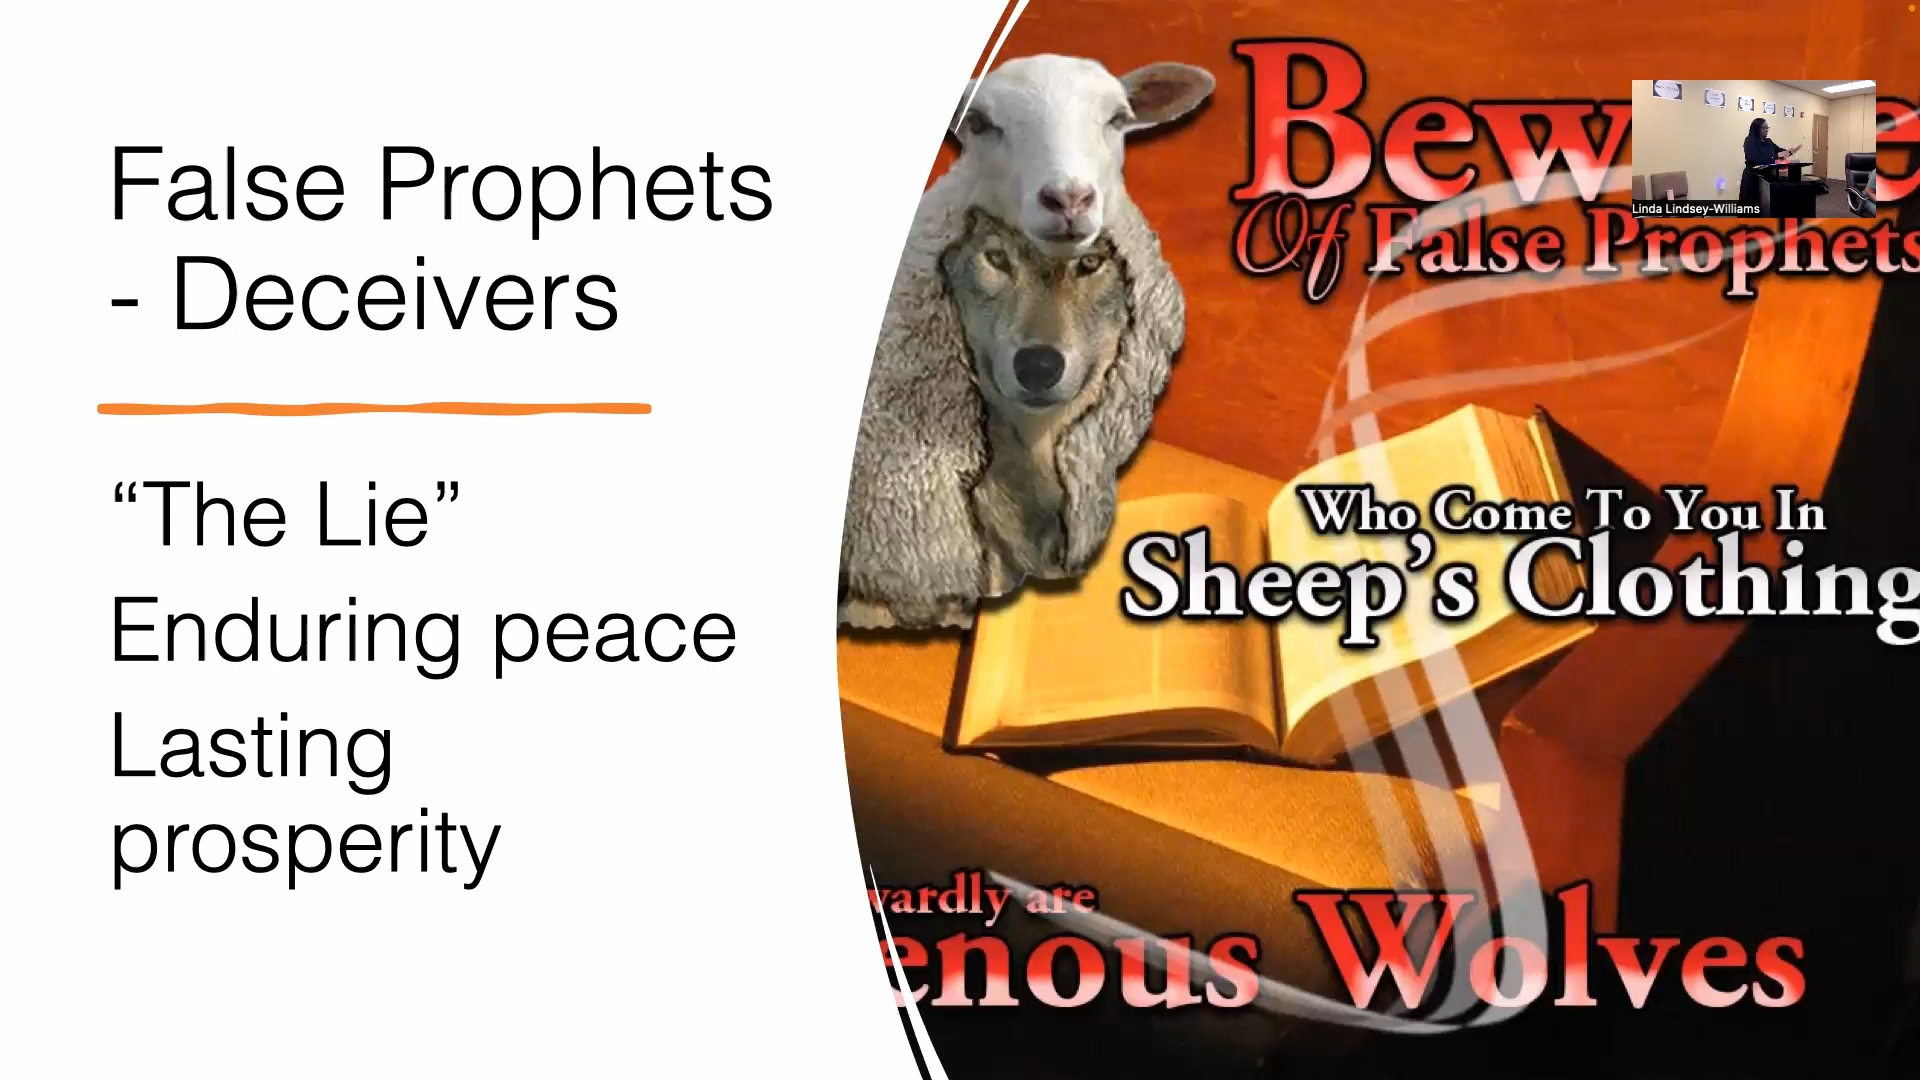 False Prophets
- Deceivers
“The Lie”
Enduring peace
Lasting
prosperity
Bew e
Of False Prophets
Who Come To You In
Sheep’s Clothing
wardly are
enous Wolves
Linda Lindsey-Williams